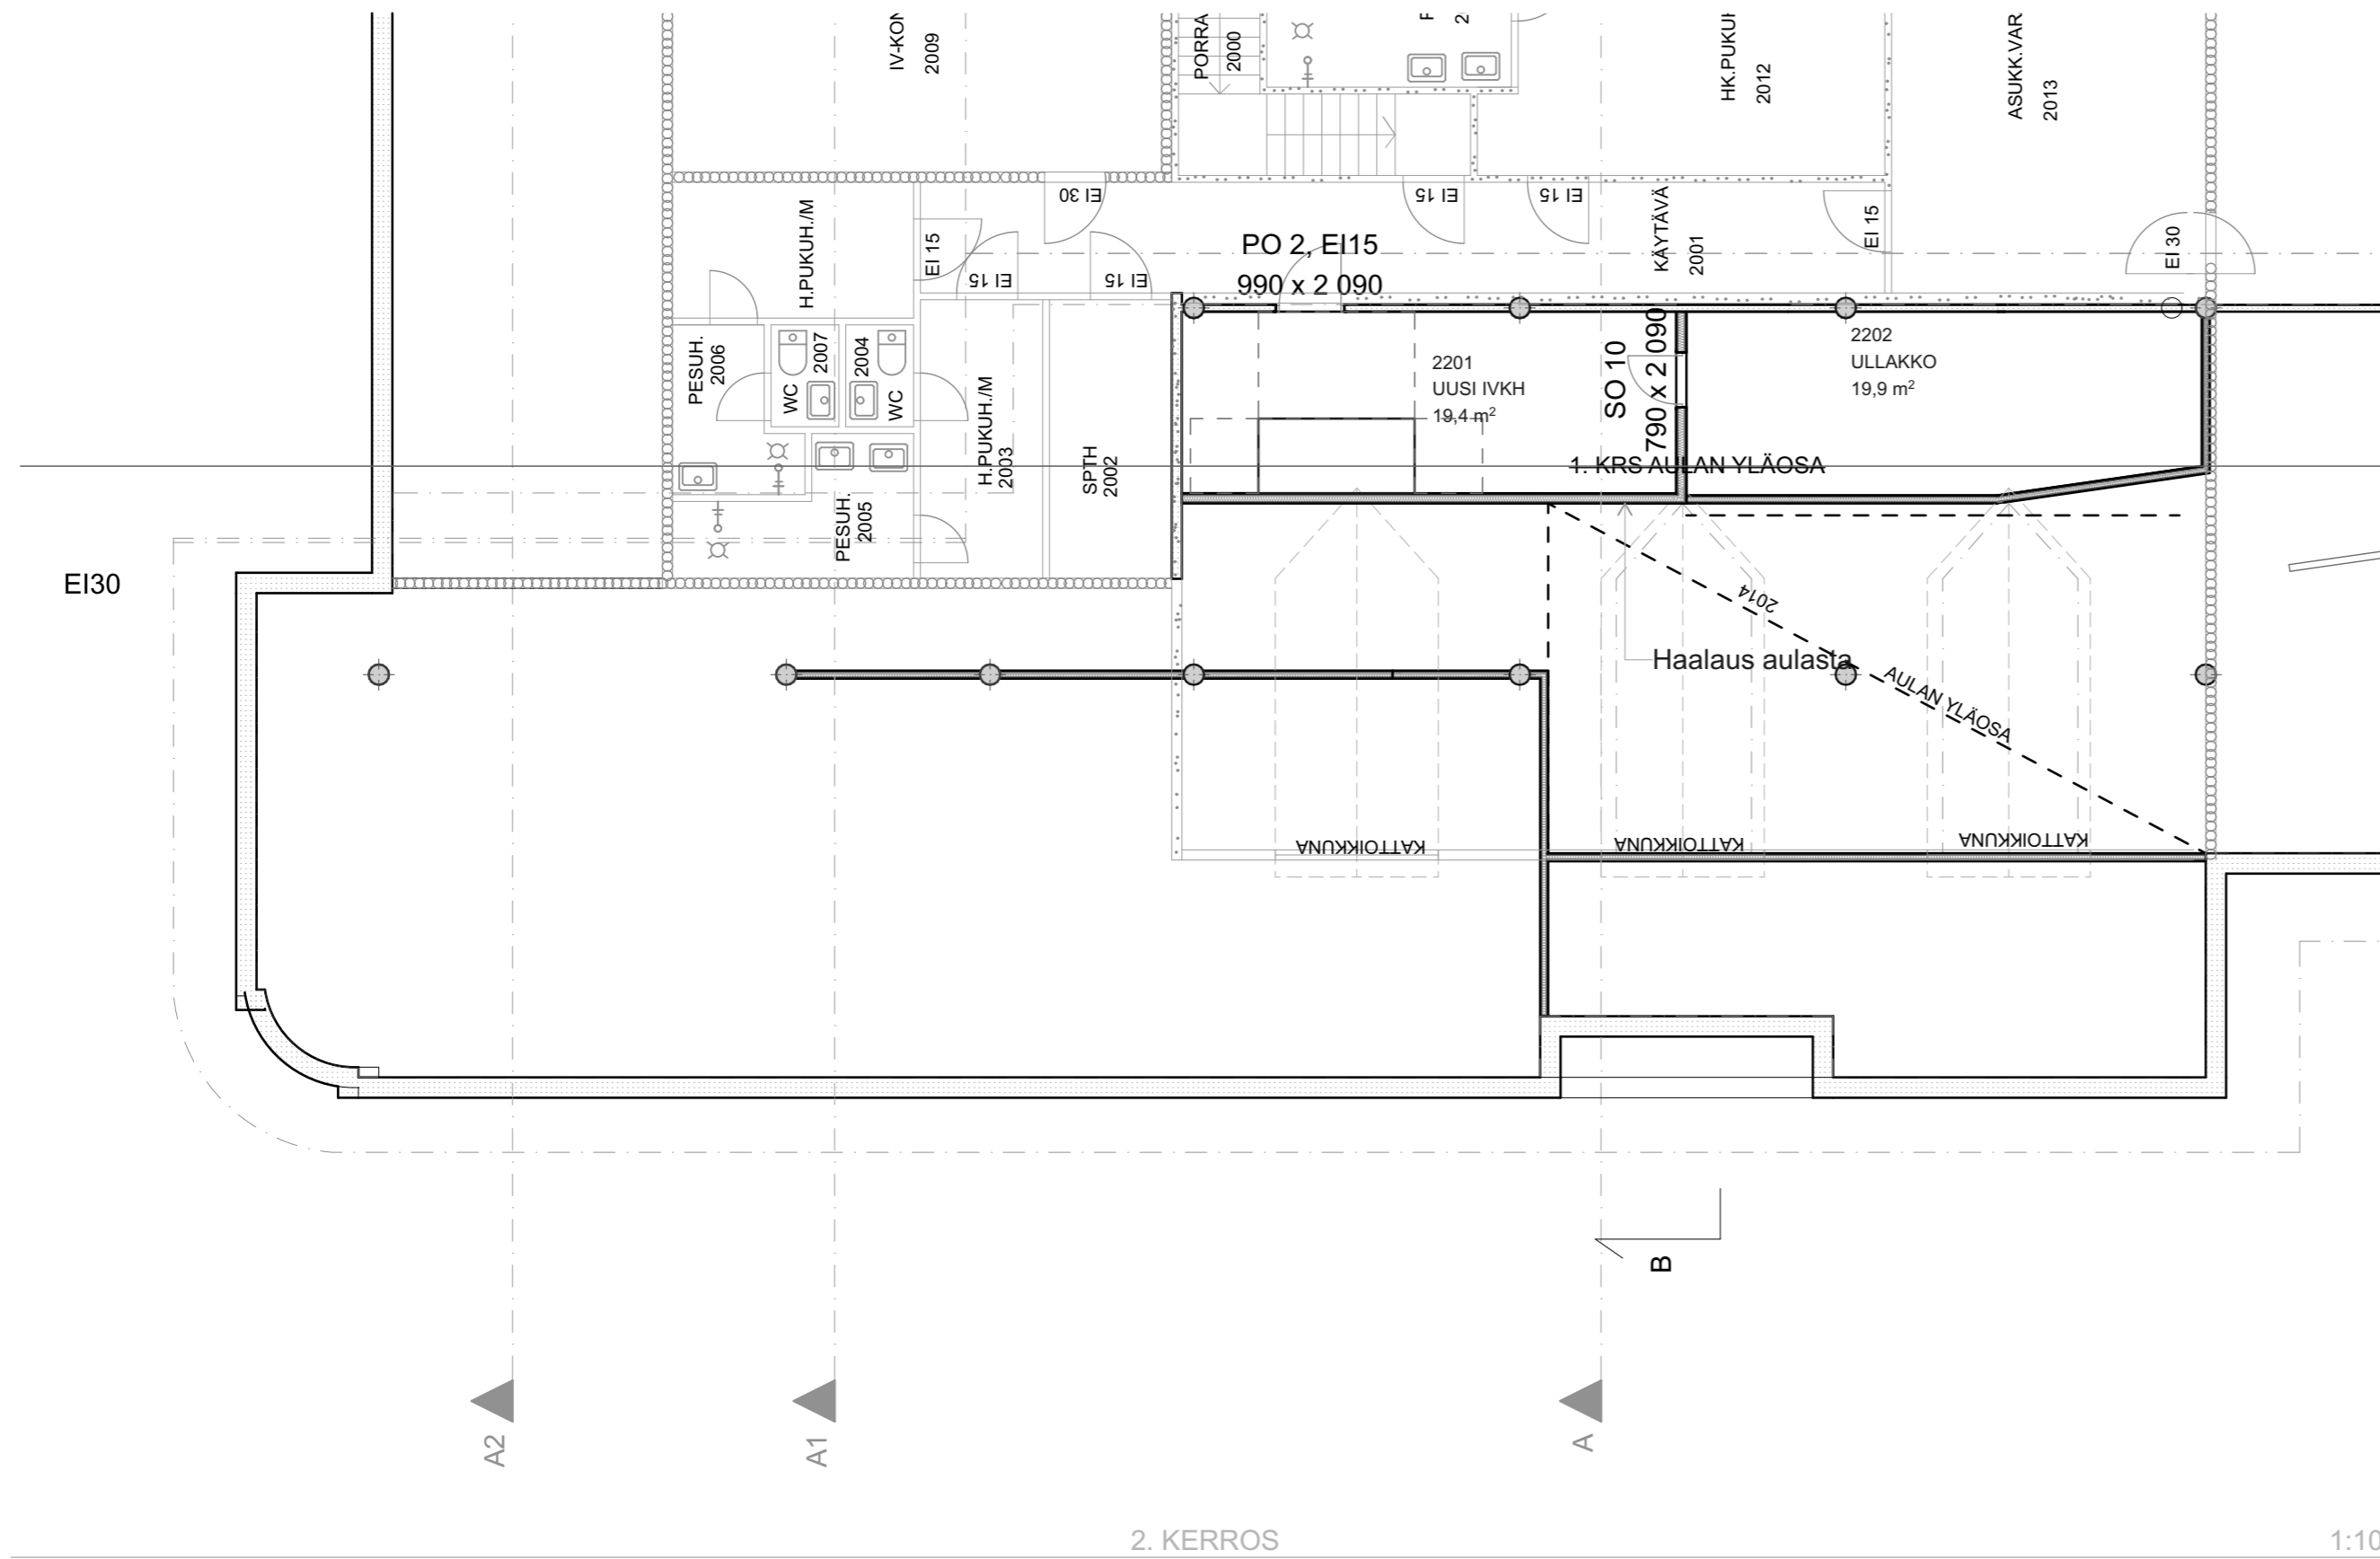 IV-KON
2009
PORRA
2000
HK.PUKUH
2012
ASUKK.VAR
2013
EI 30
EI 15
EI 15
H.PUKUH./M
EI 15
EI 15
EI 15
PO 2, EI15
990 x 2 090
KÄYTÄVÄ
2001
EI 15
EI 30
PESUH.
2006
WC
2007
2004
WC
H.PUKUH./M
2003
SPTH
2002
PESUH.
2005
2201
UUSI IVKH
19,4 m²
SO 10
790 x 2 090
2202
ULLAKKO
19,9 m²
1. KRS AULAN YLÄOSA
EI30
2014
Haalaus aulasta
AULAN YLÄOSA
KATTOIKKUNA
KATTOIKKUNA
KATTOIKKUNA
B
A2
A1
A
2. KERROS
1:10